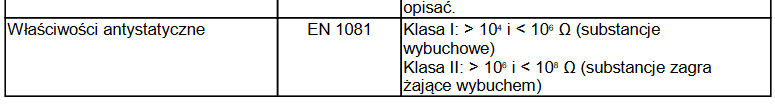 opisać.
Właściwości antystatyczne EN 1081 Klasa I: > 10⁴ i < 10⁶ Ω (substancje
wybuchowe)
Klasa II: > 10⁶ i < 10⁸ Ω (substancje zagra
żające wybuchem)